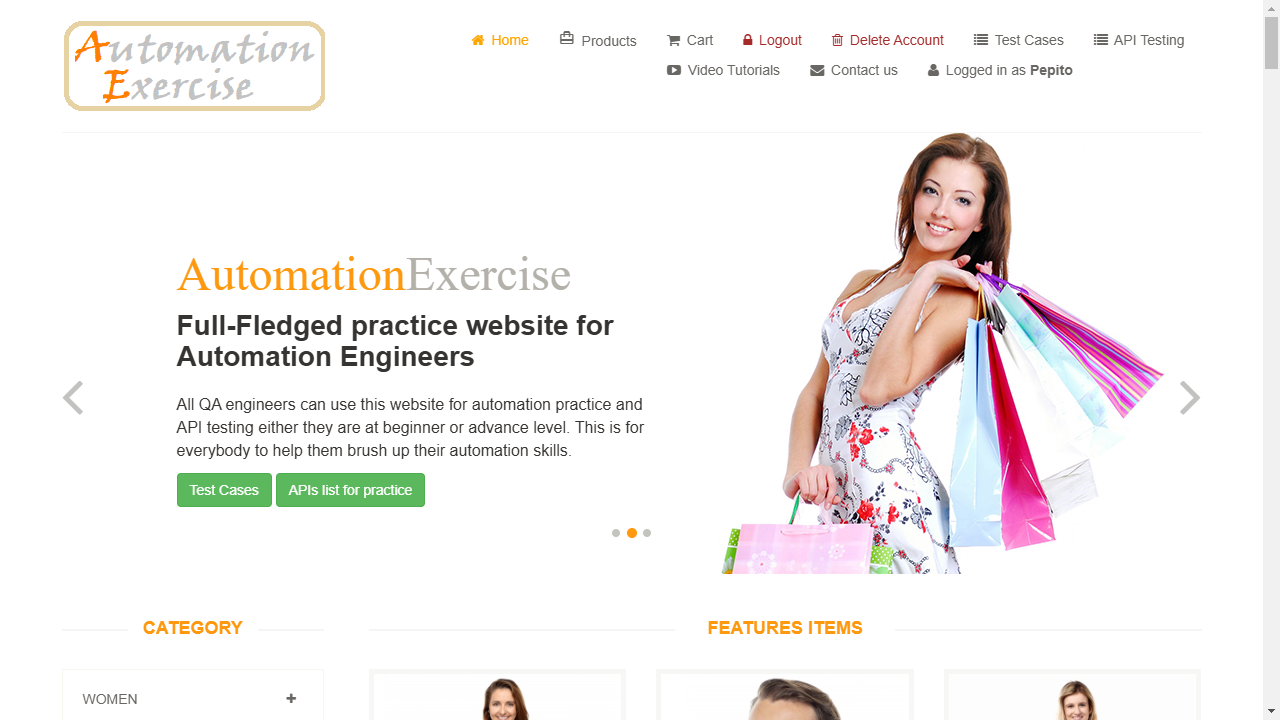 Automation
Exercise
Home Products Cart Logout Delete Account Test Cases API Testing
Video Tutorials Contact us Logged in as Pepito
AutomationExercise
Full-Fledged practice website for
Automation Engineers
All QA engineers can use this website for automation practice and
API testing either they are at beginner or advance level. This is for
everybody to help them brush up their automation skills.
Test Cases APIs list for practice
CATEGORY
FEATURES ITEMS
WOMEN